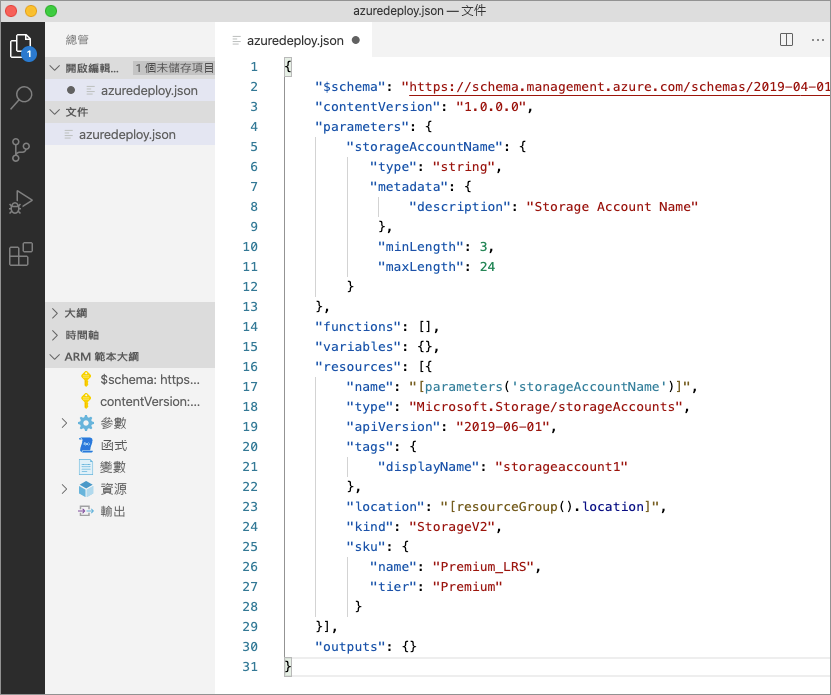 azuredeploy.json — 文件
1
總管
開啟編輯... 1 個未儲存項目
azuredeploy.json
文件
azuredeploy.json
大綱
時間軸
ARM 範本大綱
$schema: https...
contentVersion:...
參數
函式
變數
資源
輸出
azuredeploy.json
1 {
2 "$schema": "https://schema.management.azure.com/schemas/2019-04-01
3 "contentVersion": "1.0.0.0",
4 "parameters": {
5 "storageAccountName": {
6 "type": "string",
7 "metadata": {
8 "description": "Storage Account Name"
9 },
10 "minLength": 3,
11 "maxLength": 24
12 }
13 },
14 "functions": [],
15 "variables": {},
16 "resources": [{
17 "name": "[parameters('storageAccountName')]",
18 "type": "Microsoft.Storage/storageAccounts",
19 "apiVersion": "2019-06-01",
20 "tags": {
21 "displayName": "storageaccount1"
22 },
23 "location": "[resourceGroup().location]",
24 "kind": "StorageV2",
25 "sku": {
26 "name": "Premium_LRS",
27 "tier": "Premium"
28 }
29 }],
30 "outputs": {}
31 }